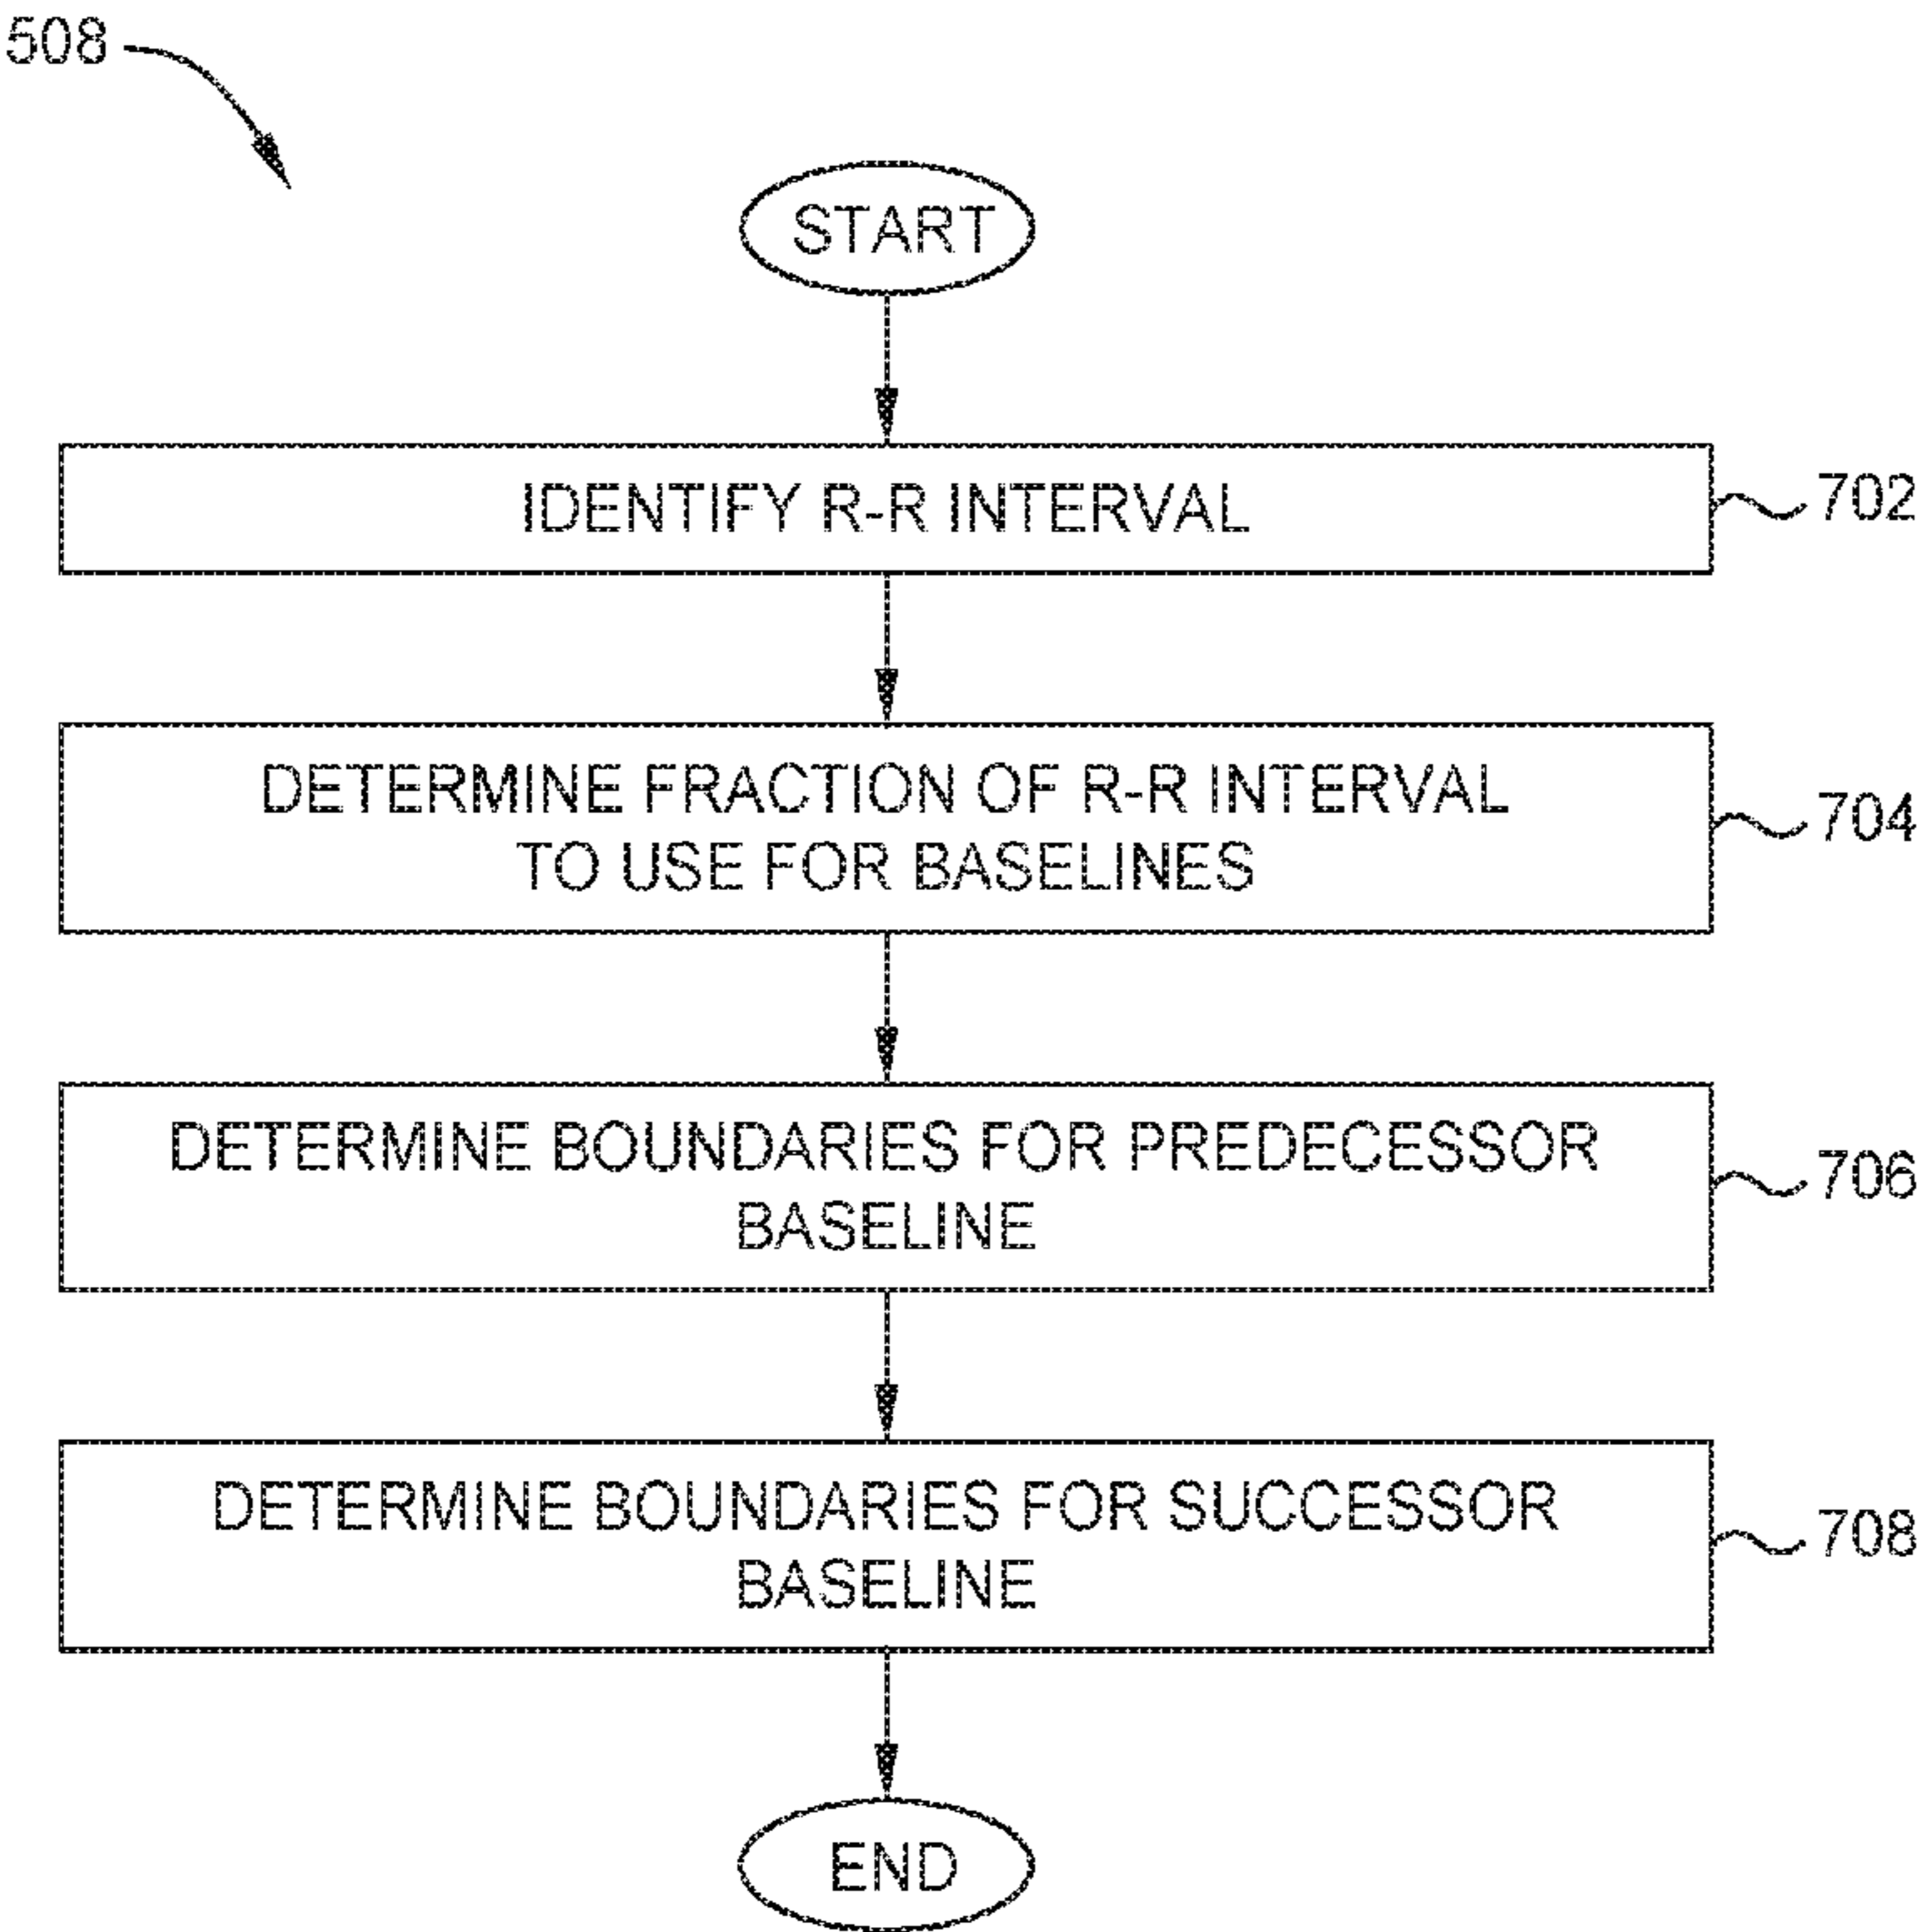 508
START
IDENTIFY R-R INTERVAL
702
DETERMINE FRACTION OF R-R INTERVAL
TO USE FOR BASELINES
704
DETERMINE BOUNDARIES FOR PREDECESSOR
BASELINE
706
DETERMINE BOUNDARIES FOR SUCCESSOR
BASELINE
708
END